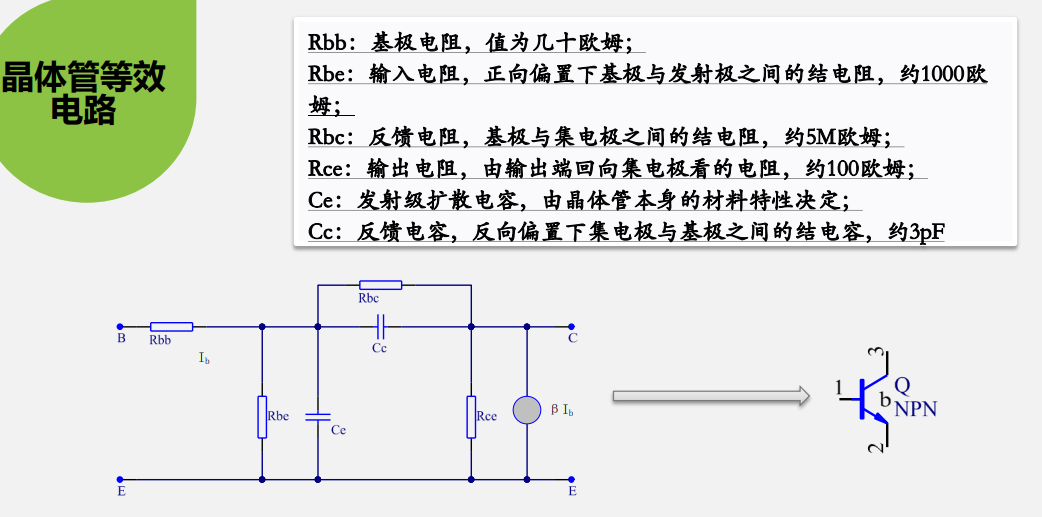 晶体管等效
电路
Rbb：基极电阻，值为几十欧姆；
Rbe：输入电阻，正向偏置下基极与发射极之间的结电阻，约1000欧
姆；
Rbc：反馈电阻，基极与集电极之间的结电阻，约5M欧姆；
Rce：输出电阻，由输出端回向集电极看的电阻，约100欧姆；
Ce：发射级扩散电容，由晶体管本身的材料特性决定；
Cc：反馈电容，反向偏置下集电极与基极之间的结电容，约3pF
Rbc
B
Rbb
Ib
Cc
C
Rbe
Ce
Rce
β Ib
E
E
1
3
Q
b
NPN
2